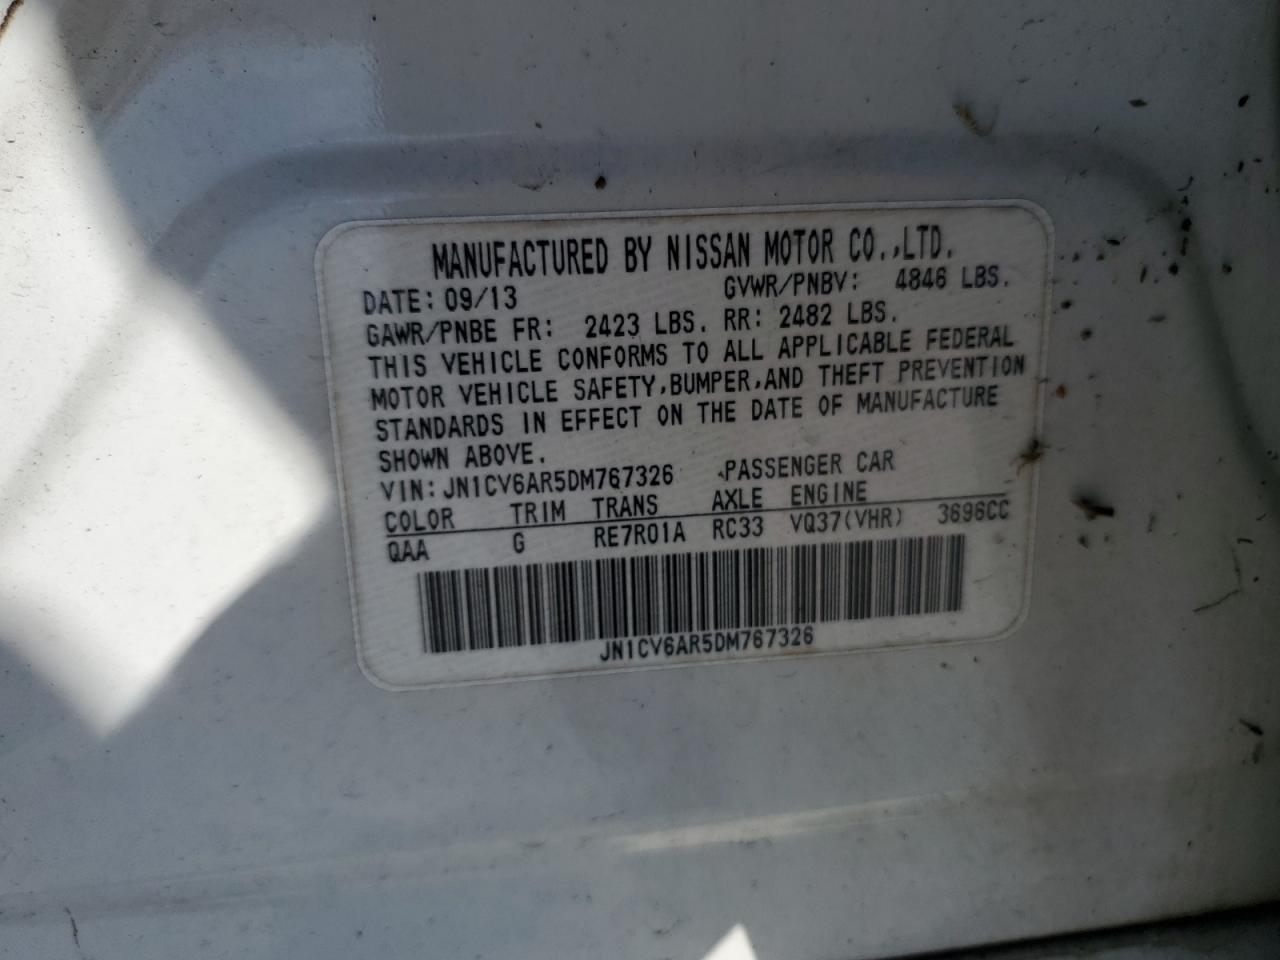 MANUFACTURED BY NISSAN MOTOR CO.,LTD.
DATE: 09/13 GVWR/PNBV: 4846 LBS.
GAWR/PNBE FR: 2423 LBS. RR: 2482 LBS.
THIS VEHICLE CONFORMS TO ALL APPLICABLE FEDERAL
MOTOR VEHICLE SAFETY,BUMPER,AND THEFT PREVENTION
STANDARDS IN EFFECT ON THE DATE OF MANUFACTURE
SHOWN ABOVE.
VIN: JN1CV6AR5DM767326 PASSENGER CAR
COLOR TRIM TRANS AXLE ENGINE
QAA G RE7R01A RC33 VQ37(VHR) 3696CC
JN1CV6AR5DM767326